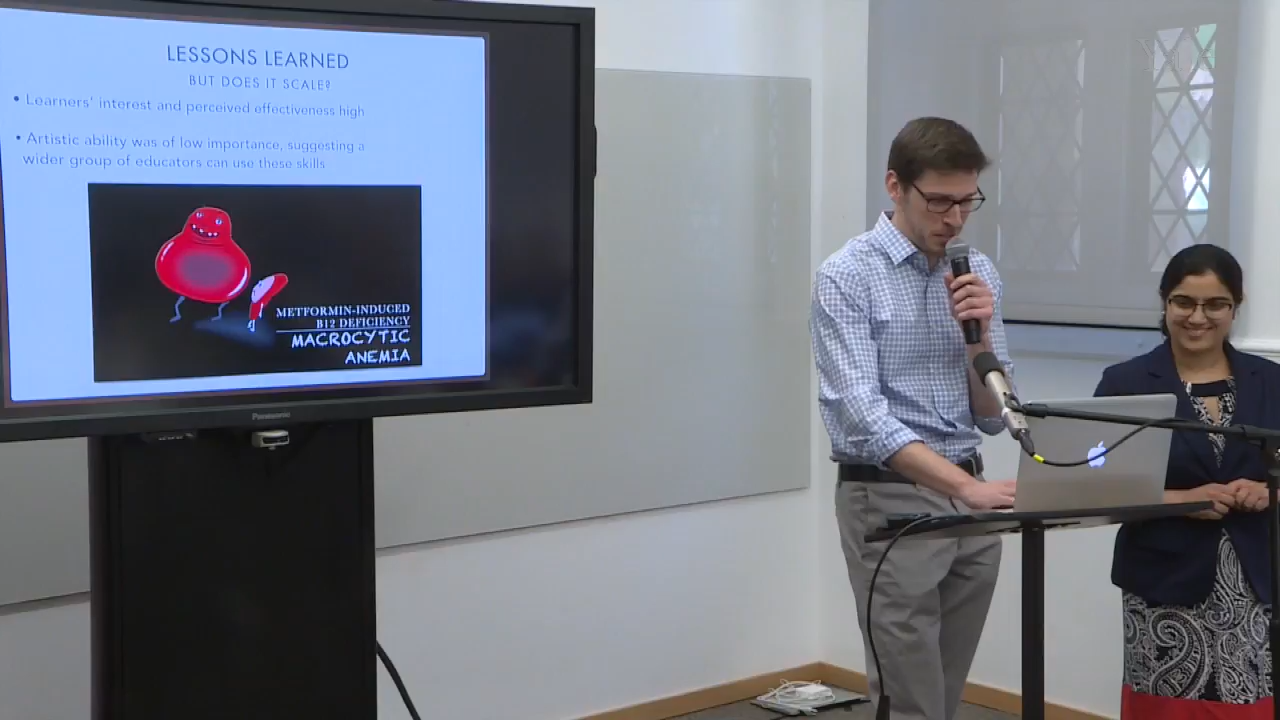 LESSONS LEARNED
BUT DOES IT SCALE?
• Learners' interest and perceived effectiveness high
• Artistic ability was of low importance, suggesting a
wider group of educators can use these skills
METFORMIN-INDUCED
B12 DEFICIENCY
MACROCYTIC
ANEMIA
Panasonic
Yale